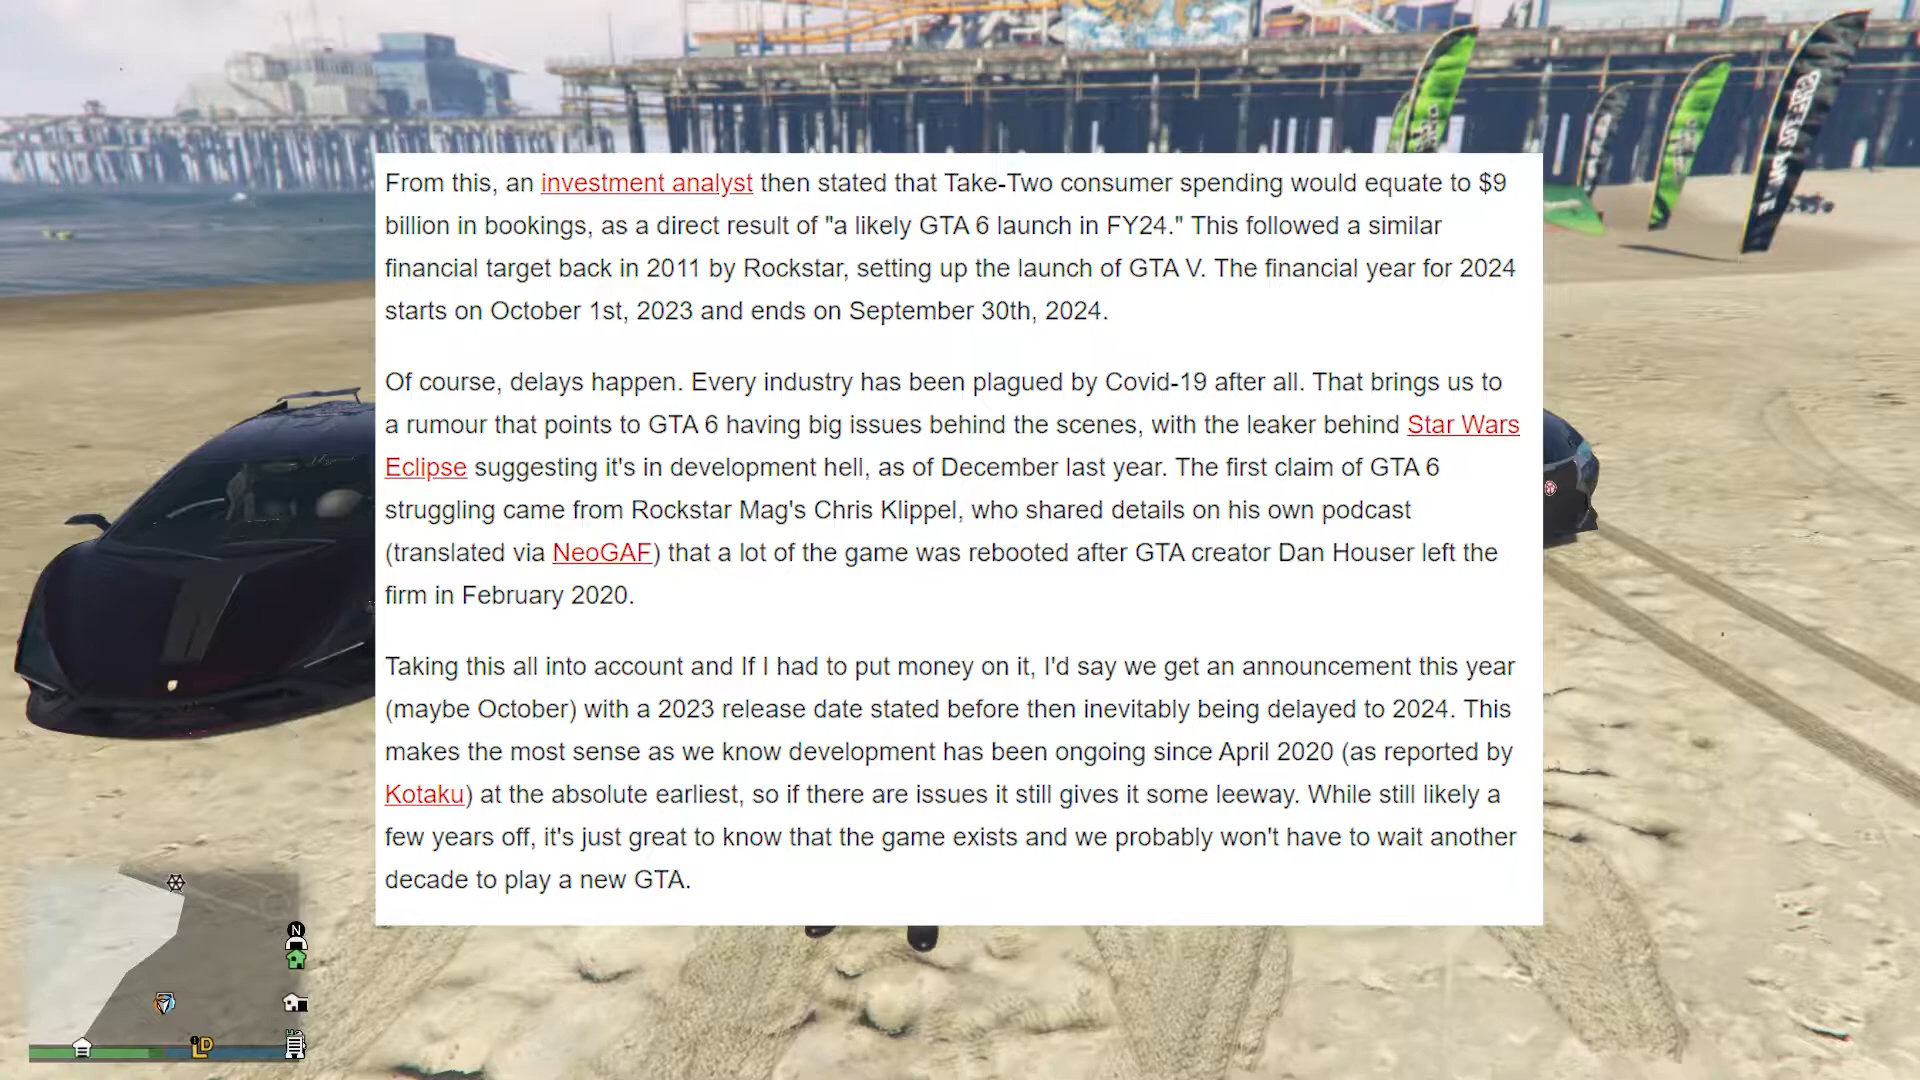 From this, an investment analyst then stated that Take-Two consumer spending would equate to $9
billion in bookings, as a direct result of "a likely GTA 6 launch in FY24." This followed a similar
financial target back in 2011 by Rockstar, setting up the launch of GTA V. The financial year for 2024
starts on October 1st, 2023 and ends on September 30th, 2024.
Of course, delays happen. Every industry has been plagued by Covid-19 after all. That brings us to
a rumour that points to GTA 6 having big issues behind the scenes, with the leaker behind Star Wars
Eclipse suggesting it's in development hell, as of December last year. The first claim of GTA 6
struggling came from Rockstar Mag's Chris Klippel, who shared details on his own podcast
(translated via NeoGAF) that a lot of the game was rebooted after GTA creator Dan Houser left the
firm in February 2020.
Taking this all into account and If I had to put money on it, I'd say we get an announcement this year
(maybe October) with a 2023 release date stated before then inevitably being delayed to 2024. This
makes the most sense as we know development has been ongoing since April 2020 (as reported by
Kotaku) at the absolute earliest, so if there are issues it still gives it some leeway. While still likely a
few years off, it's just great to know that the game exists and we probably won't have to wait another
decade to play a new GTA.
N
LD